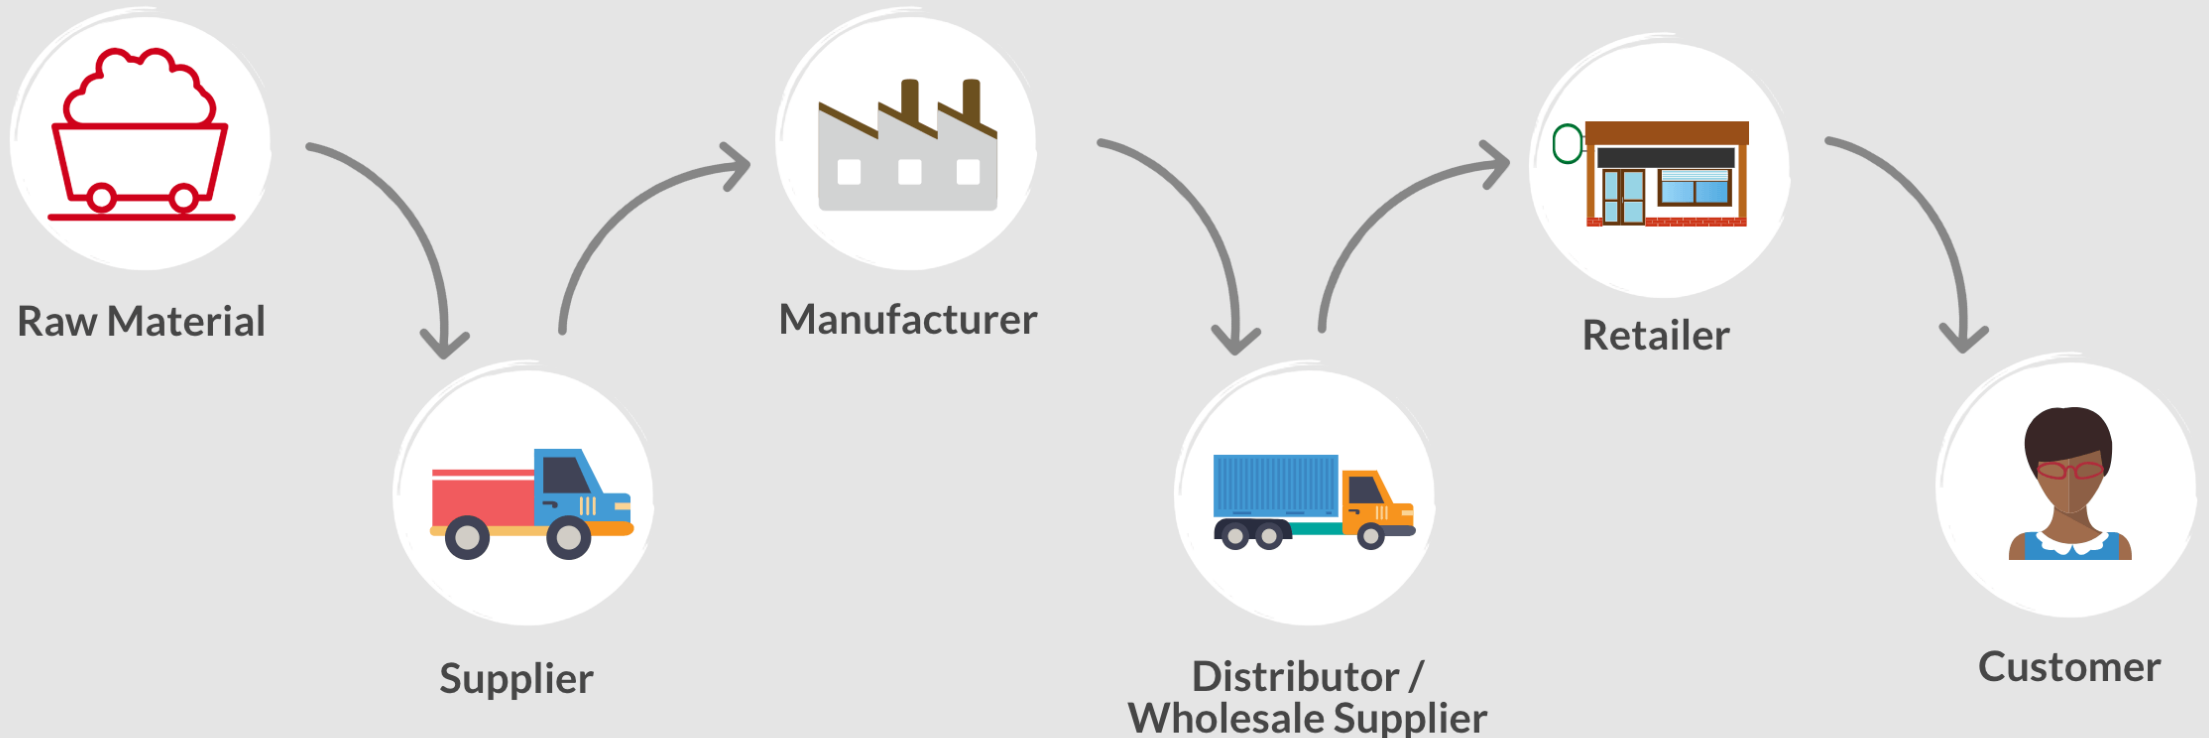 Raw Material
Supplier
Manufacturer
Distributor /
Wholesale Supplier
Retailer
Customer